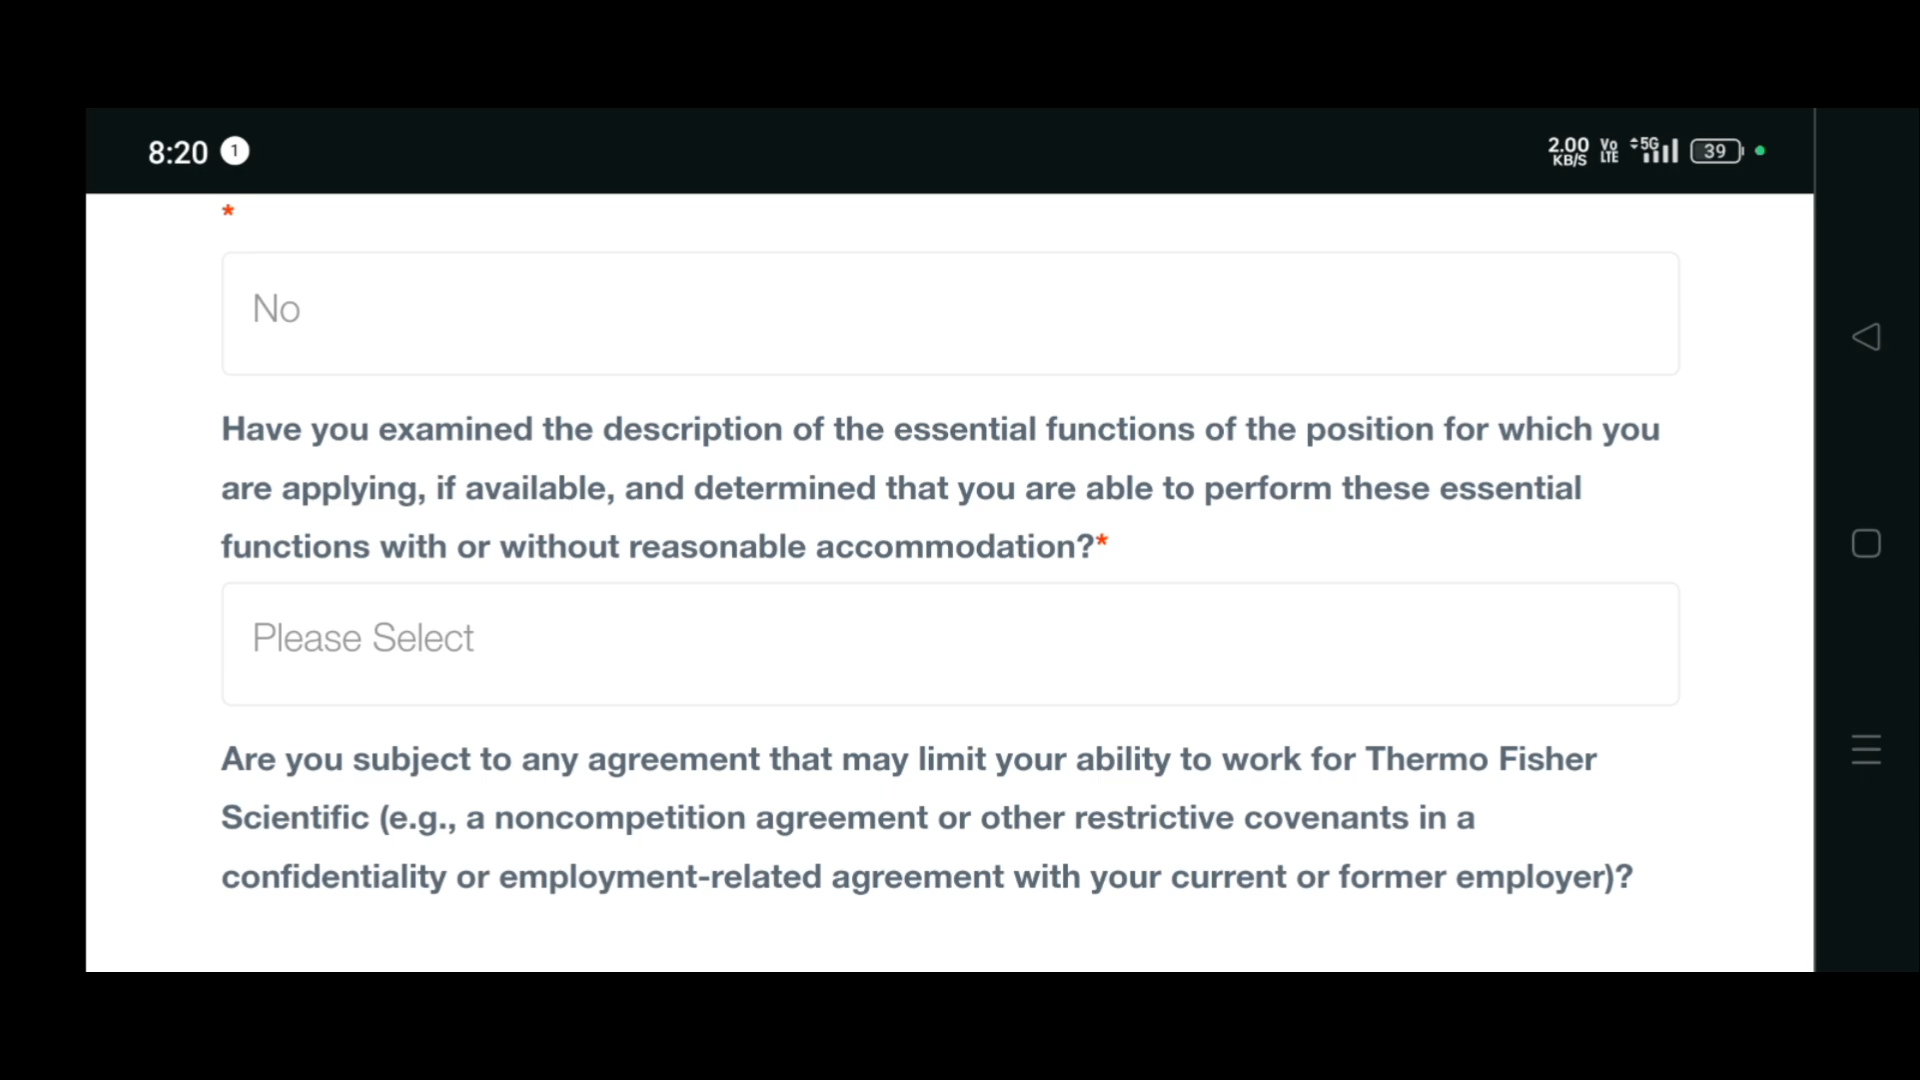 8:20 1 2.00 KB/S Vo LTE 5G 39
*
No
Have you examined the description of the essential functions of the position for which you
are applying, if available, and determined that you are able to perform these essential
functions with or without reasonable accommodation?*
Please Select
Are you subject to any agreement that may limit your ability to work for Thermo Fisher
Scientific (e.g., a noncompetition agreement or other restrictive covenants in a
confidentiality or employment-related agreement with your current or former employer)?